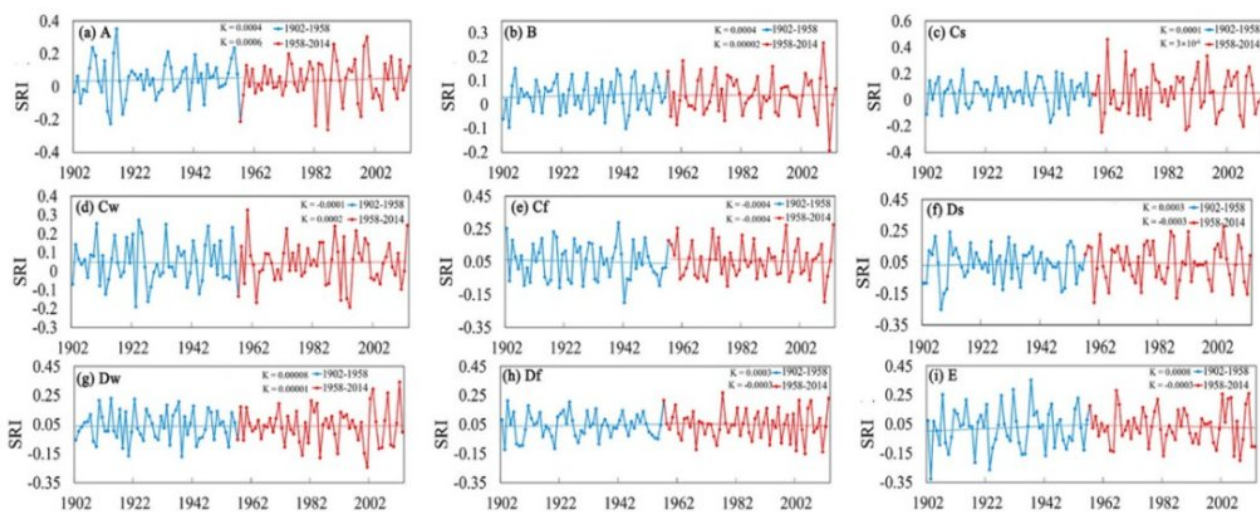 (a) A
K = 0.0004 1902-1958
K = 0.0006 1958-2014
SRI
0.4
0.2
0
-0.2
0.4
1902 1922 1942 1962 1982 2002
(b) B
K = 0.0004 1902-1958
K = 0.00002 1958-2014
SRI
0.3
0.2
0.1
0
-0.1
0.2
1902 1922 1942 1962 1982 2002
(c) Cs
K = 0.0001 1902-1958
1958-2014
SRI
0.6
0.4
0.2
0
-0.2
0.4
1902 1922 1942 1962 1982 2002
(d) Cw
K = -0.0001 1902-1958
K = 0.0002 1958-2014
SRI
0.4
0.3
0.2
0.1
0
-0.1
-0.2
-0.3
1902 1922 1942 1962 1982 2002
(e) Cf
K = -0.0004 1902-1958
K = -0.0004 1958-2014
SRI
0.45
0.25
0.05
-0.15
-0.35
1902 1922 1942 1962 1982 2002
(f) Ds
K = 0.0003 1902-1958
K = -0.0003 1958-2014
SRI
0.45
0.25
0.05
-0.15
-0.35
1902 1922 1942 1962 1982 2002
(g) Dw
K = 0.00008 1902-1958
K = 0.00001 1958-2014
SRI
0.45
0.25
0.05
-0.15
-0.35
1902 1922 1942 1962 1982 2002
(h) Df
K = 0.0003 1902-1958
K = -0.0003 1958-2014
SRI
0.45
0.25
0.05
-0.15
-0.35
1902 1922 1942 1962 1982 2002
(i) E
K = 0.0008 1902-1958
K = -0.0003 1958-2014
SRI
0.45
0.25
0.05
-0.15
-0.35
1902 1922 1942 1962 1982 2002